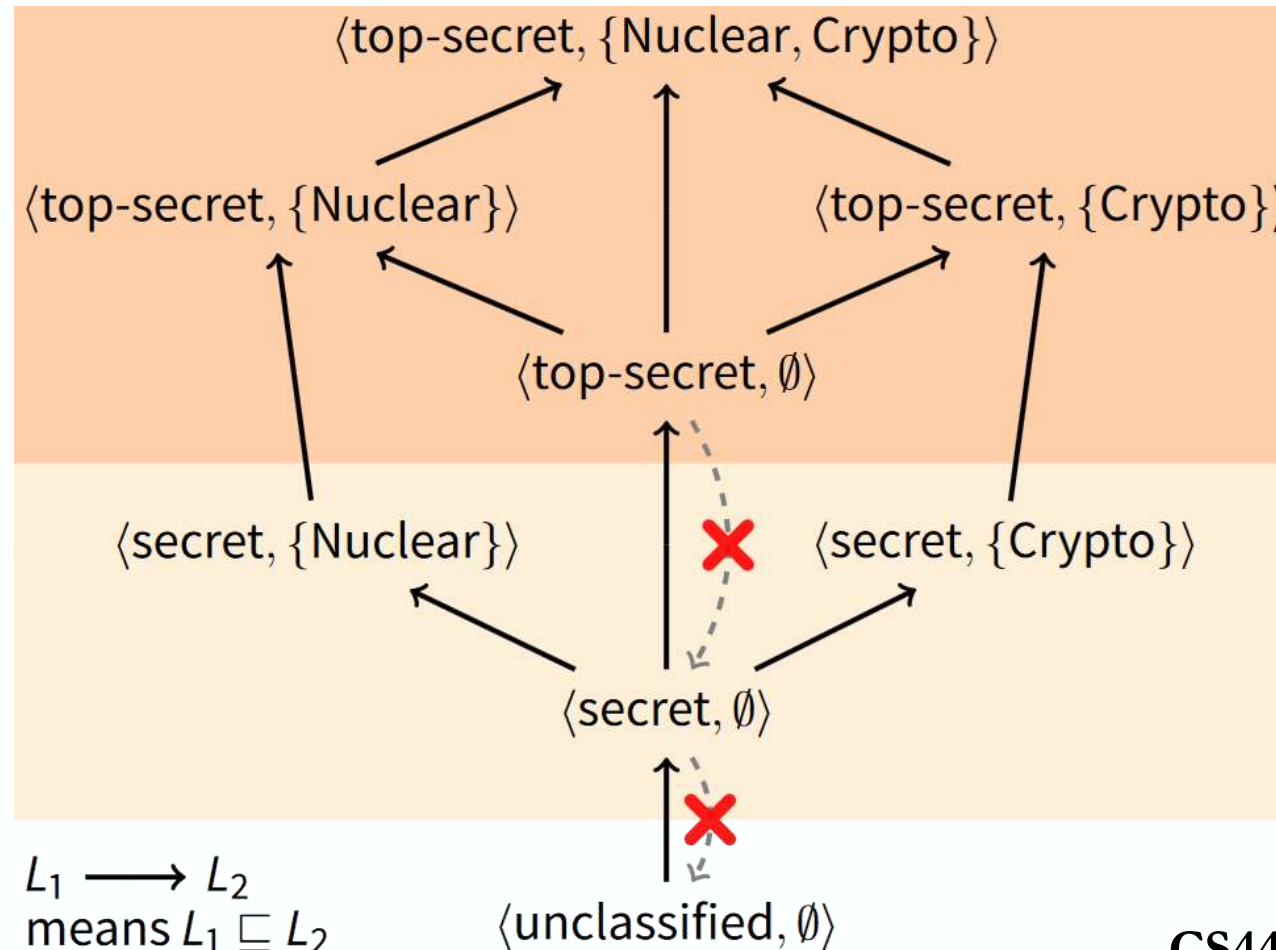 ⟨top-secret, {Nuclear, Crypto}⟩
⟨top-secret, {Nuclear}⟩
⟨top-secret, {Crypto}⟩
⟨top-secret, ∅⟩
⟨secret, {Nuclear}⟩
⟨secret, {Crypto}⟩
⟨secret, ∅⟩
L₁ ⟶ L₂
means L₁ ⊑ L₂
⟨unclassified, ∅⟩
CS44